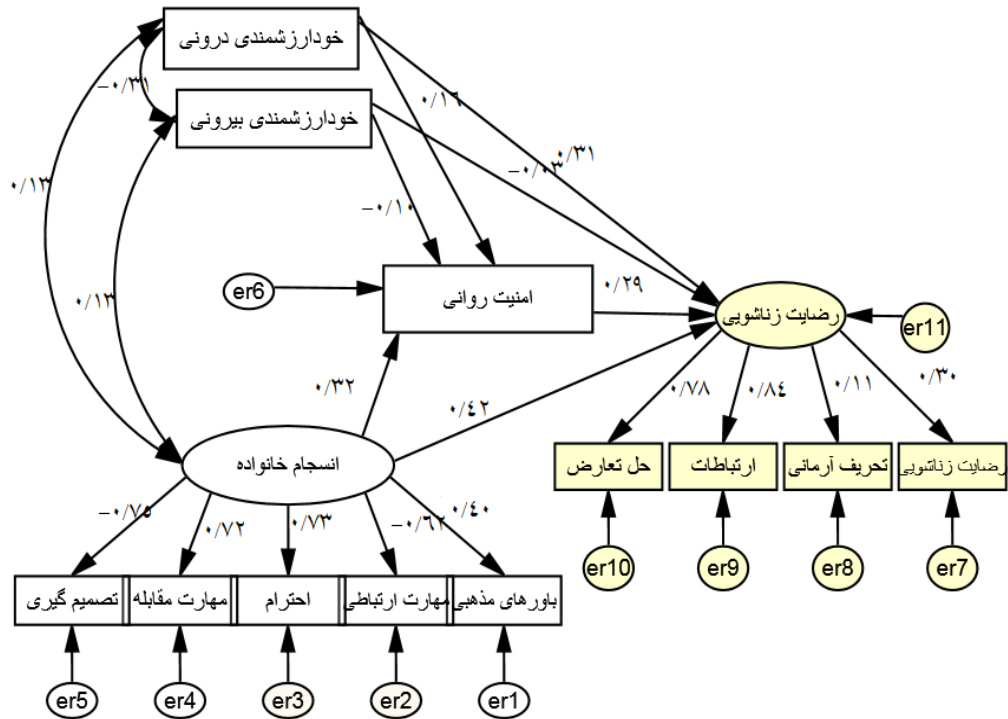 خودارزشمندی درونی
-۰/۳۱
۰/۱۶
خودارزشمندی بیرونی
۰/۳۱
-۰/۰۳
۰/۱۳
-۰/۱۰
۰/۱۳
er6
امنیت روانی
۰/۲۹
رضایت زناشویی
er11
۰/۳۲
۰/۴۲
۰/۷۸
۰/۸۴
۰/۱۱
۰/۳۰
انسجام خانواده
حل تعارض
ارتباطات
تحریف آرمانی
رضایت زناشویی
-۰/۷۵
۰/۷۲
۰/۷۳
-۰/۶۲
۰/۴۰
er10
er9
er8
er7
تصمیم گیری
مهارت مقابله
احترام
مهارت ارتباطی
باورهای مذهبی
er5
er4
er3
er2
er1